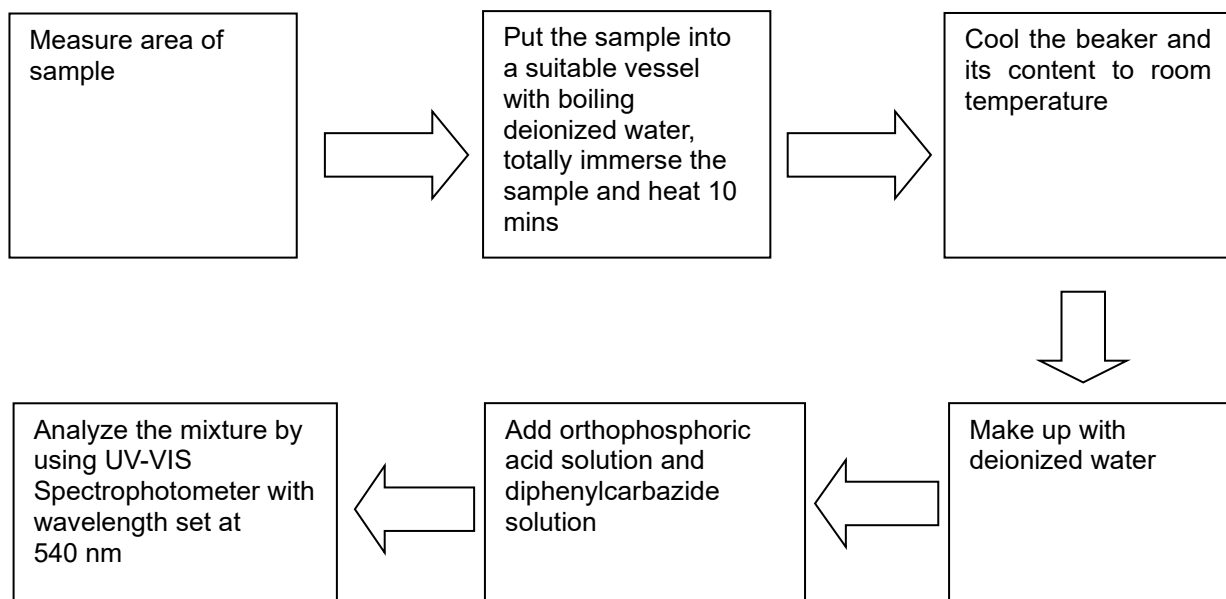 Measure area of
sample
Put the sample into
a suitable vessel
with boiling
deionized water,
totally immerse the
sample and heat 10
mins
Cool the beaker and
its content to room
temperature
Make up with
deionized water
Add orthophosphoric
acid solution and
diphenylcarbazide
solution
Analyze the mixture by
using UV-VIS
Spectrophotometer with
wavelength set at
540 nm